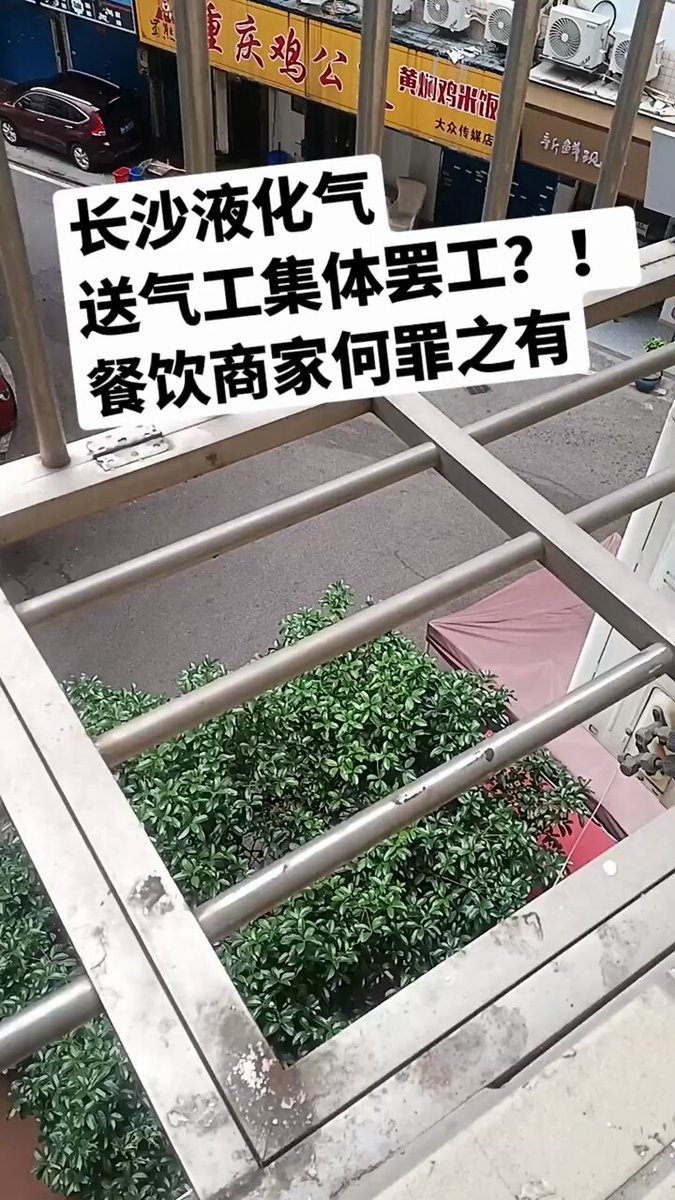 重庆鸡公
黄焖鸡米饭
大众传媒店
新鲜现
长沙液化气
送气工集体罢工？！
餐饮商家何罪之有